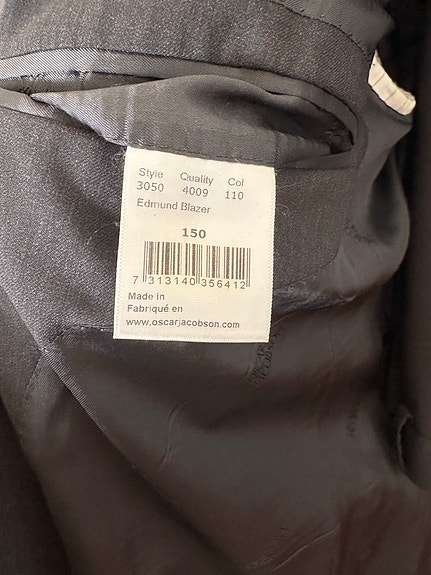 Style Quality Col
3050 4009 110
Edmund Blazer
150
7 313140 356412
Made in
Fabriqué en
www.oscarjacobson.com